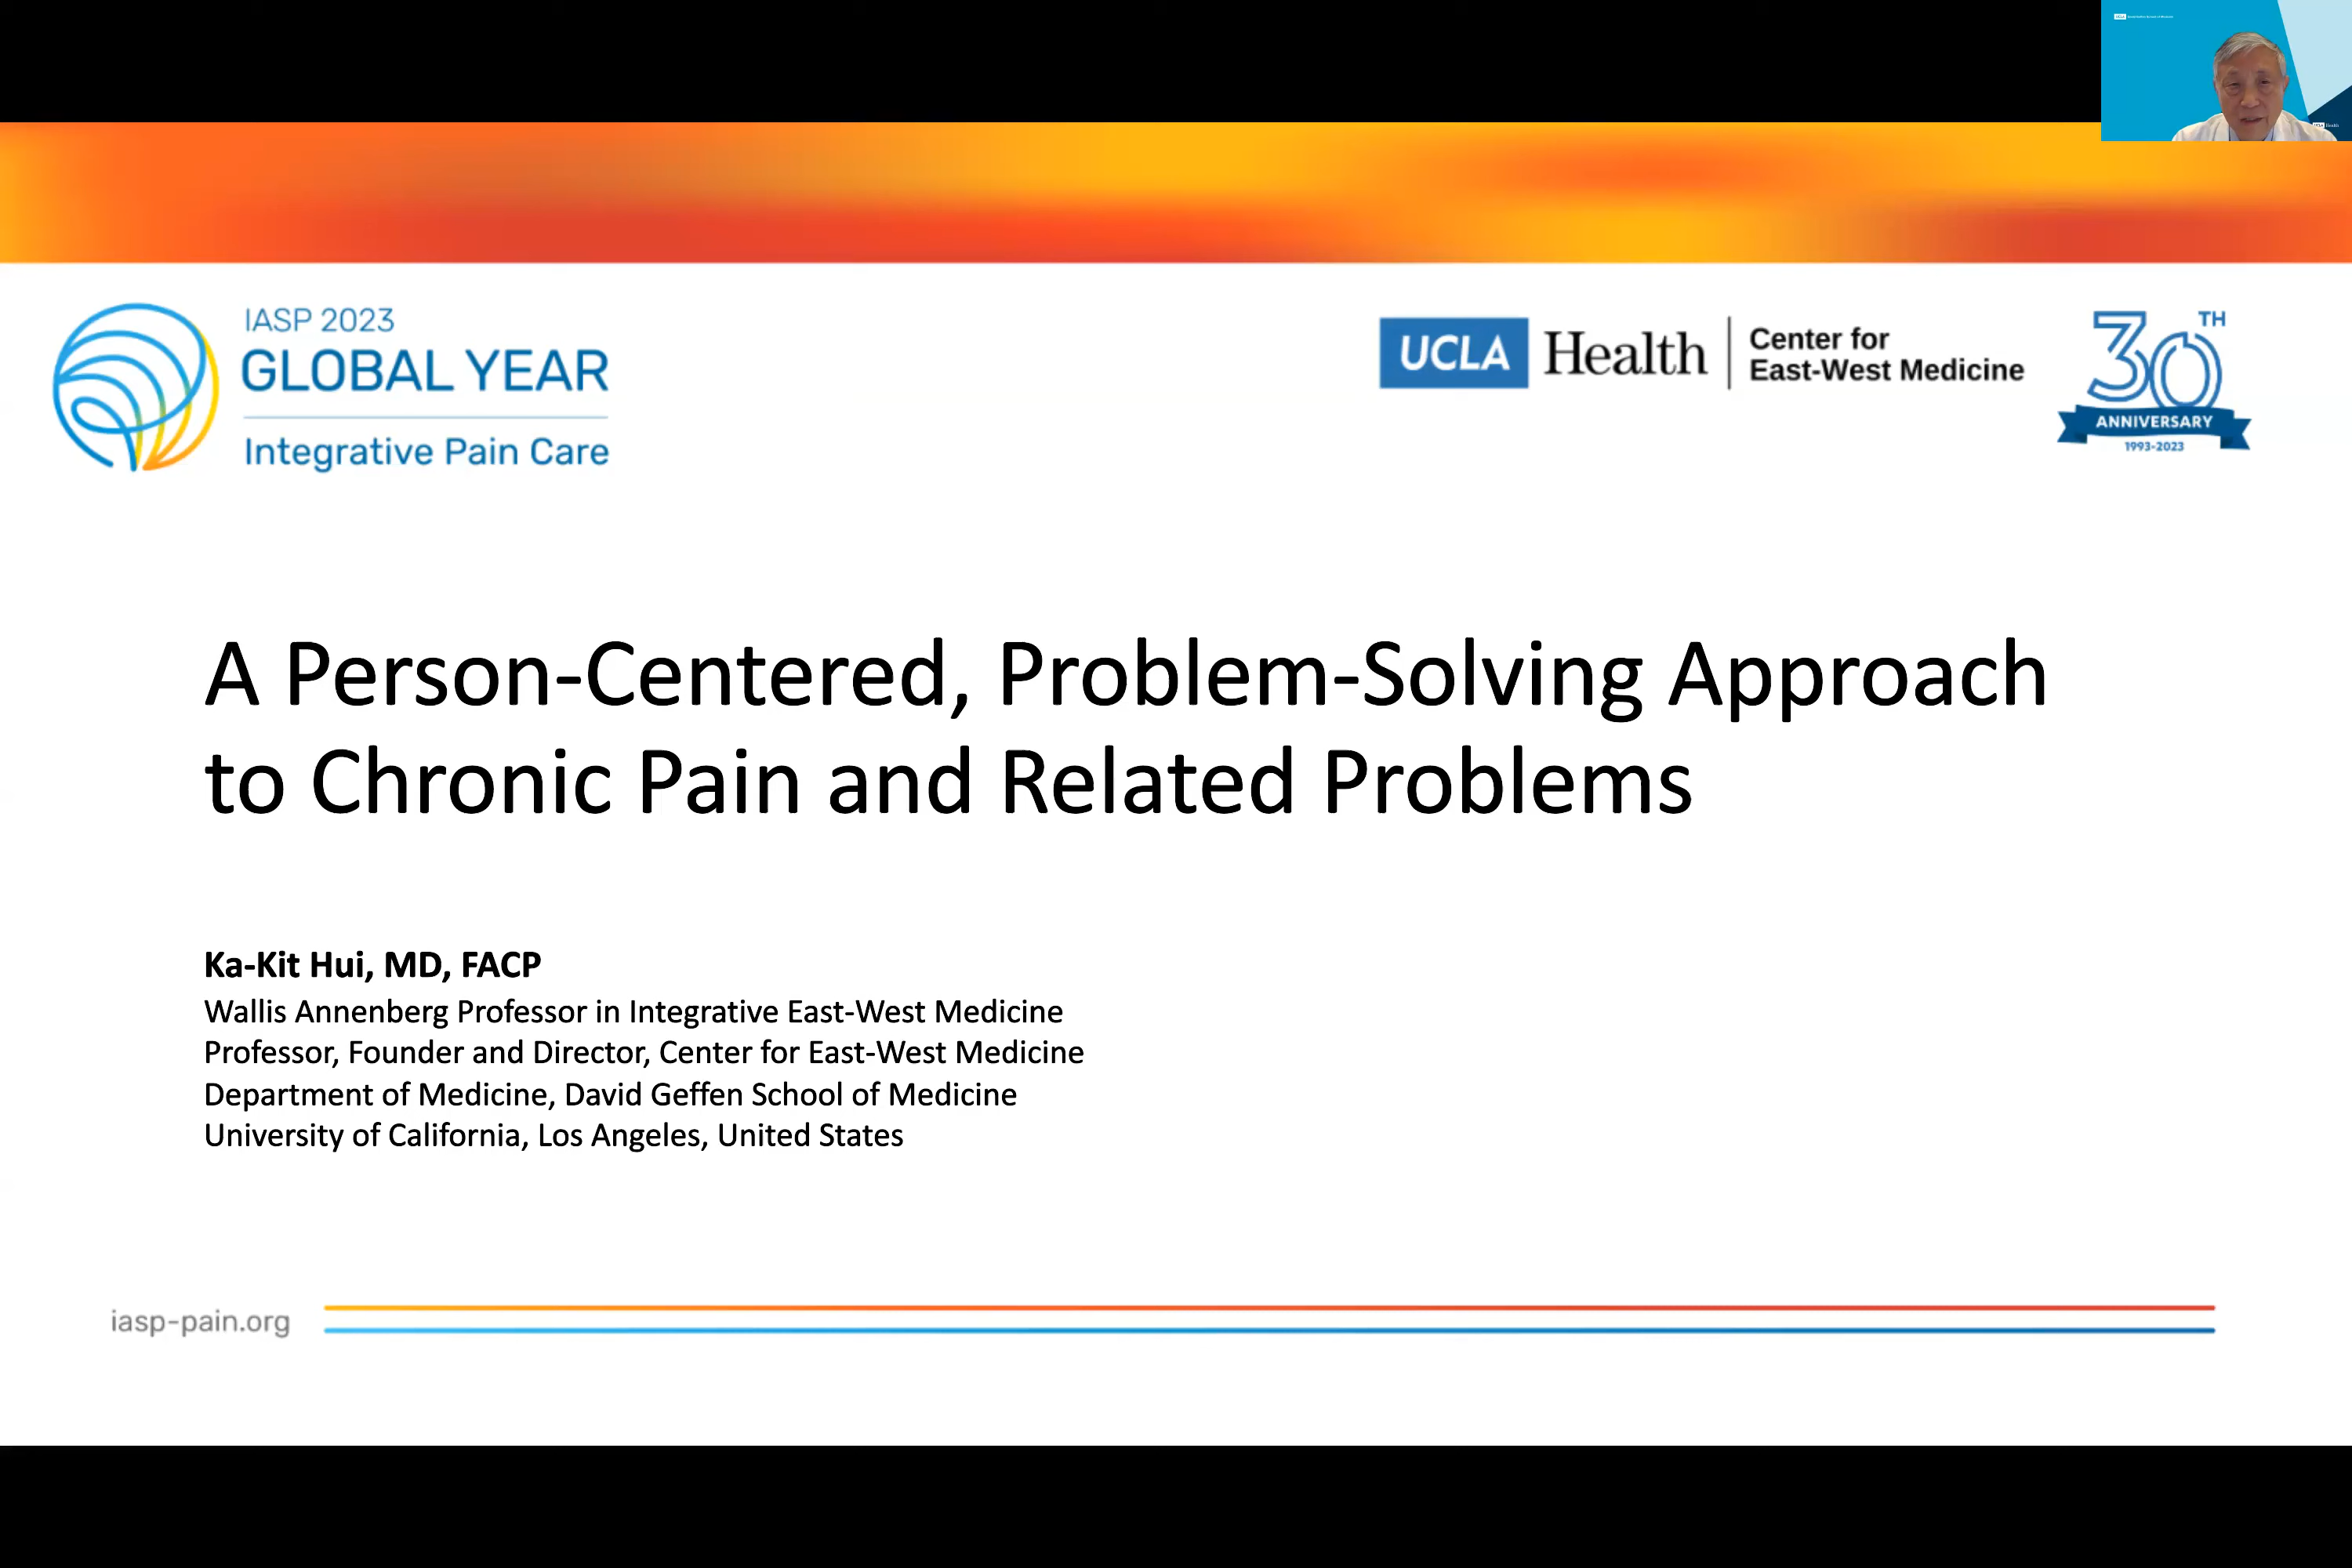 IASP 2023
GLOBAL YEAR
Integrative Pain Care
UCLA Health
Center for
East-West Medicine
30TH
ANNIVERSARY
1993-2023
A Person-Centered, Problem-Solving Approach
to Chronic Pain and Related Problems
Ka-Kit Hui, MD, FACP
Wallis Annenberg Professor in Integrative East-West Medicine
Professor, Founder and Director, Center for East-West Medicine
Department of Medicine, David Geffen School of Medicine
University of California, Los Angeles, United States
iasp-pain.org